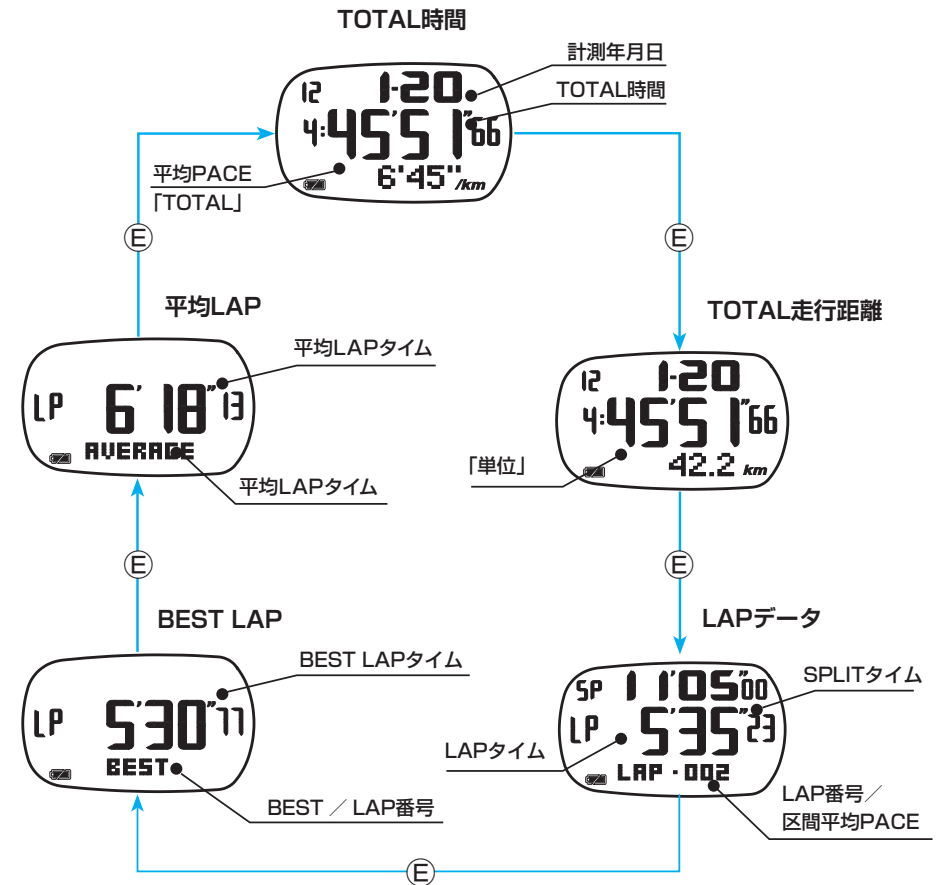 TOTAL時間
計測年月日
TOTAL時間
12 1-20
4:45'51"66
6'45" /km
平均PACE
「TOTAL」
E
E
平均LAP
平均LAPタイム
LP 6'18"13
AVERAGE
平均LAPタイム
TOTAL走行距離
12 1-20
4:45'51"66
42.2 km
「単位」
E
E
BEST LAP
BEST LAPタイム
LP 5'30"77
BEST
BEST／LAP番号
LAPデータ
SPLITタイム
SP 11'05"00
LP 5'35"23
LAP - 002
LAPタイム
LAP番号／
区間平均PACE
E